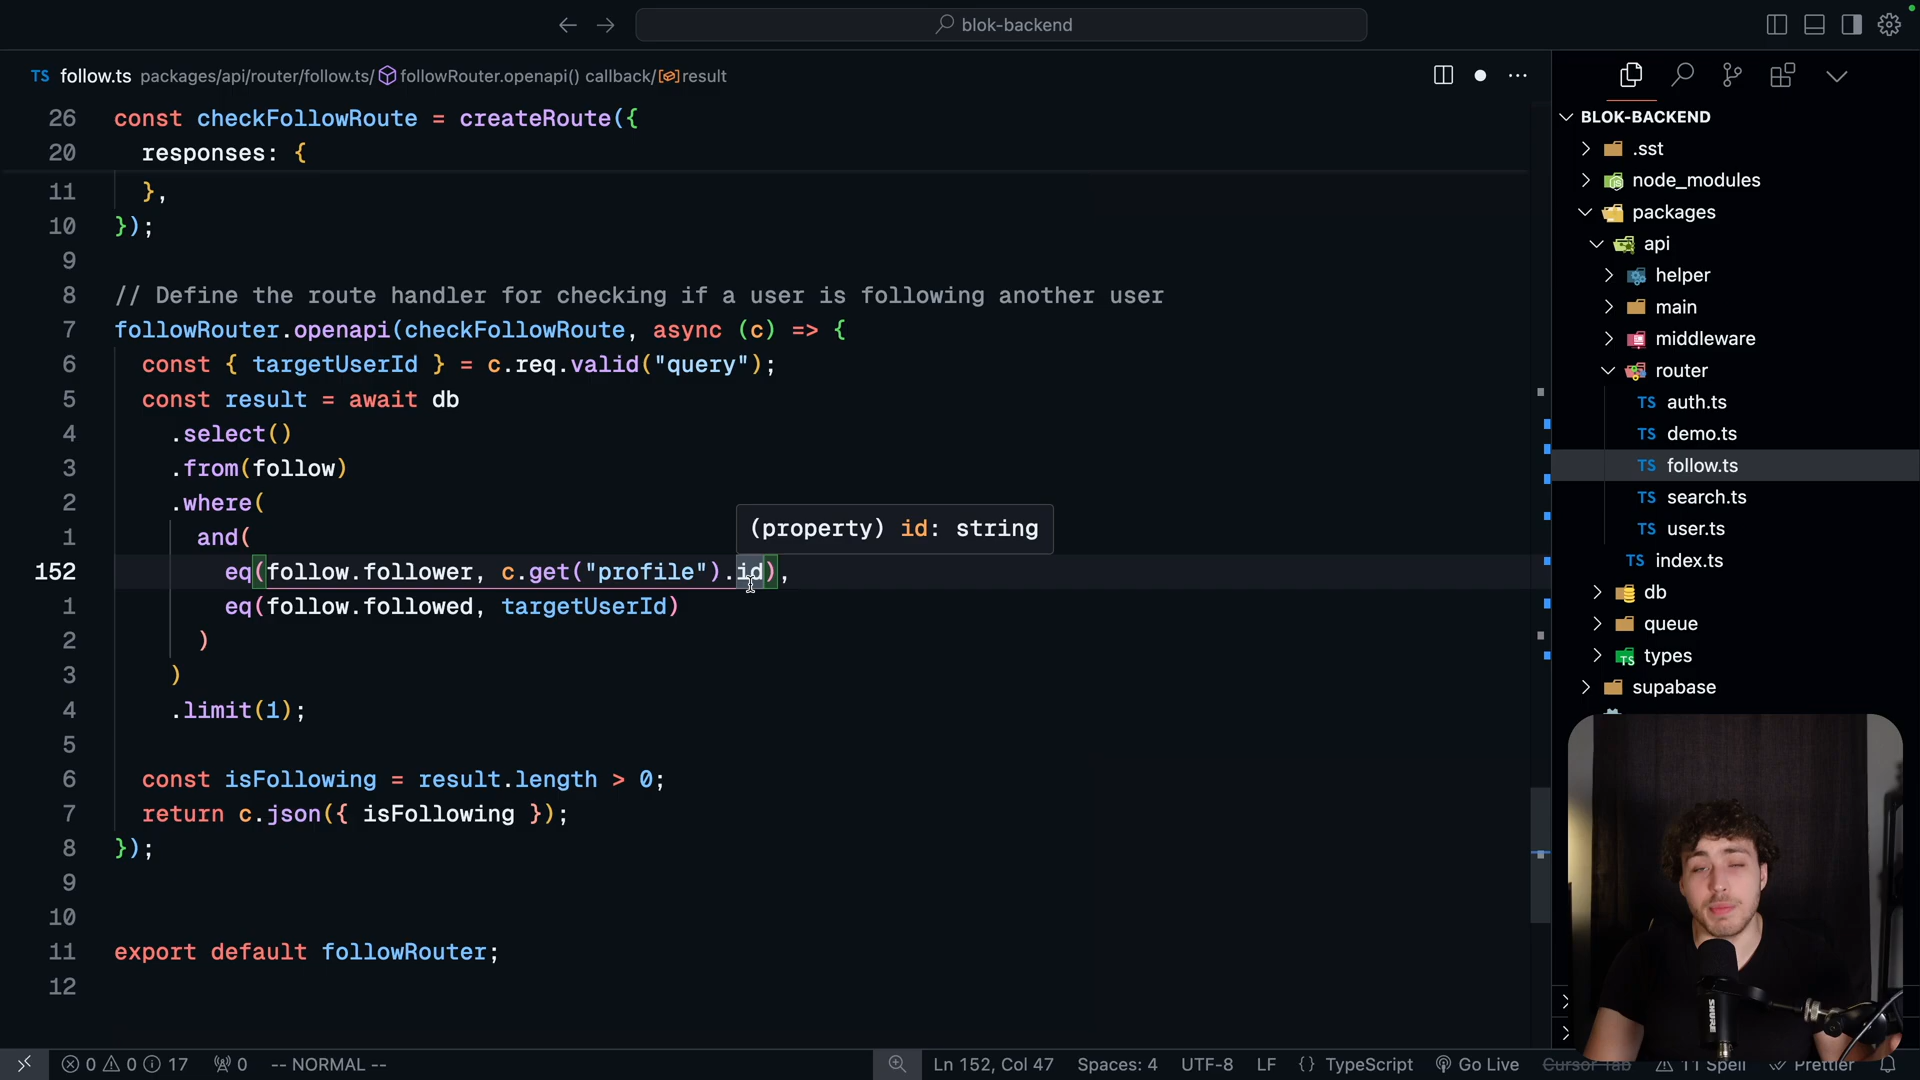 blok-backend
TS follow.ts packages/api/router/follow.ts/ followRouter.openapi() callback/ result
26 const checkFollowRoute = createRoute({
20 responses: {
11 },
10 });
9
8 // Define the route handler for checking if a user is following another user
7 followRouter.openapi(checkFollowRoute, async (c) => {
6 const { targetUserId } = c.req.valid("query");
5 const result = await db
4 .select()
3 .from(follow)
2 .where(
(property) id: string
1 and(
152 eq(follow.follower, c.get("profile").id),
1 eq(follow.followed, targetUserId)
2 )
3 )
4 .limit(1);
5
6 const isFollowing = result.length > 0;
7 return c.json({ isFollowing });
8 });
9
10
11 export default followRouter;
12
BLOK-BACKEND
.sst
node_modules
packages
api
helper
main
middleware
router
TS auth.ts
TS demo.ts
TS follow.ts
TS search.ts
TS user.ts
TS index.ts
db
queue
TS types
supabase
SHURE
0 0 17 0 -- NORMAL -- Ln 152, Col 47 Spaces: 4 UTF-8 LF {} TypeScript Go Live Cursor Tab 11 Spell Prettier